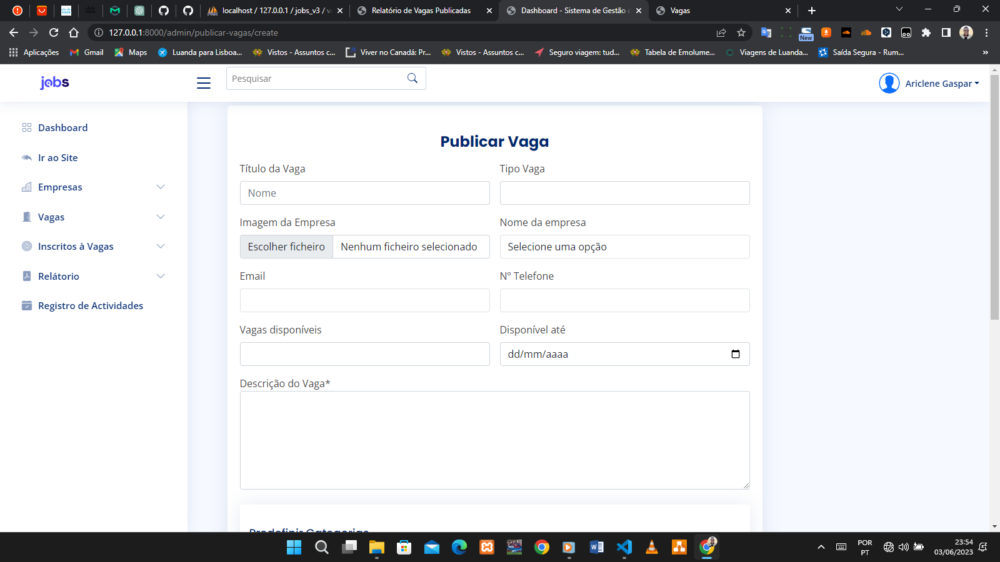 localhost / 127.0.0.1 / jobs_v3 / v
Relatório de Vagas Publicadas
Dashboard - Sistema de Gestão
Vagas
127.0.0.1:8000/admin/publicar-vagas/create
New
Aplicações
Gmail
Maps
Luanda para Lisboa...
Vistos - Assuntos c...
Viver no Canadá: Pr...
Vistos - Assuntos c...
Seguro viagem: tud...
Tabela de Emolume...
Viagens de Luanda...
Saída Segura - Rum...
»
jobs
Pesquisar
Ariclene Gaspar
Dashboard
Ir ao Site
Empresas
Vagas
Inscritos à Vagas
Relátorio
Registro de Actividades
Publicar Vaga
Título da Vaga
Tipo Vaga
Nome
Imagem da Empresa
Nome da empresa
Escolher ficheiro
Nenhum ficheiro selecionado
Selecione uma opção
Email
Nº Telefone
Vagas disponíveis
Disponível até
dd/mm/aaaa
Descrição do Vaga*
Predefinir Categorias
POR
PT
23:54
03/06/2023